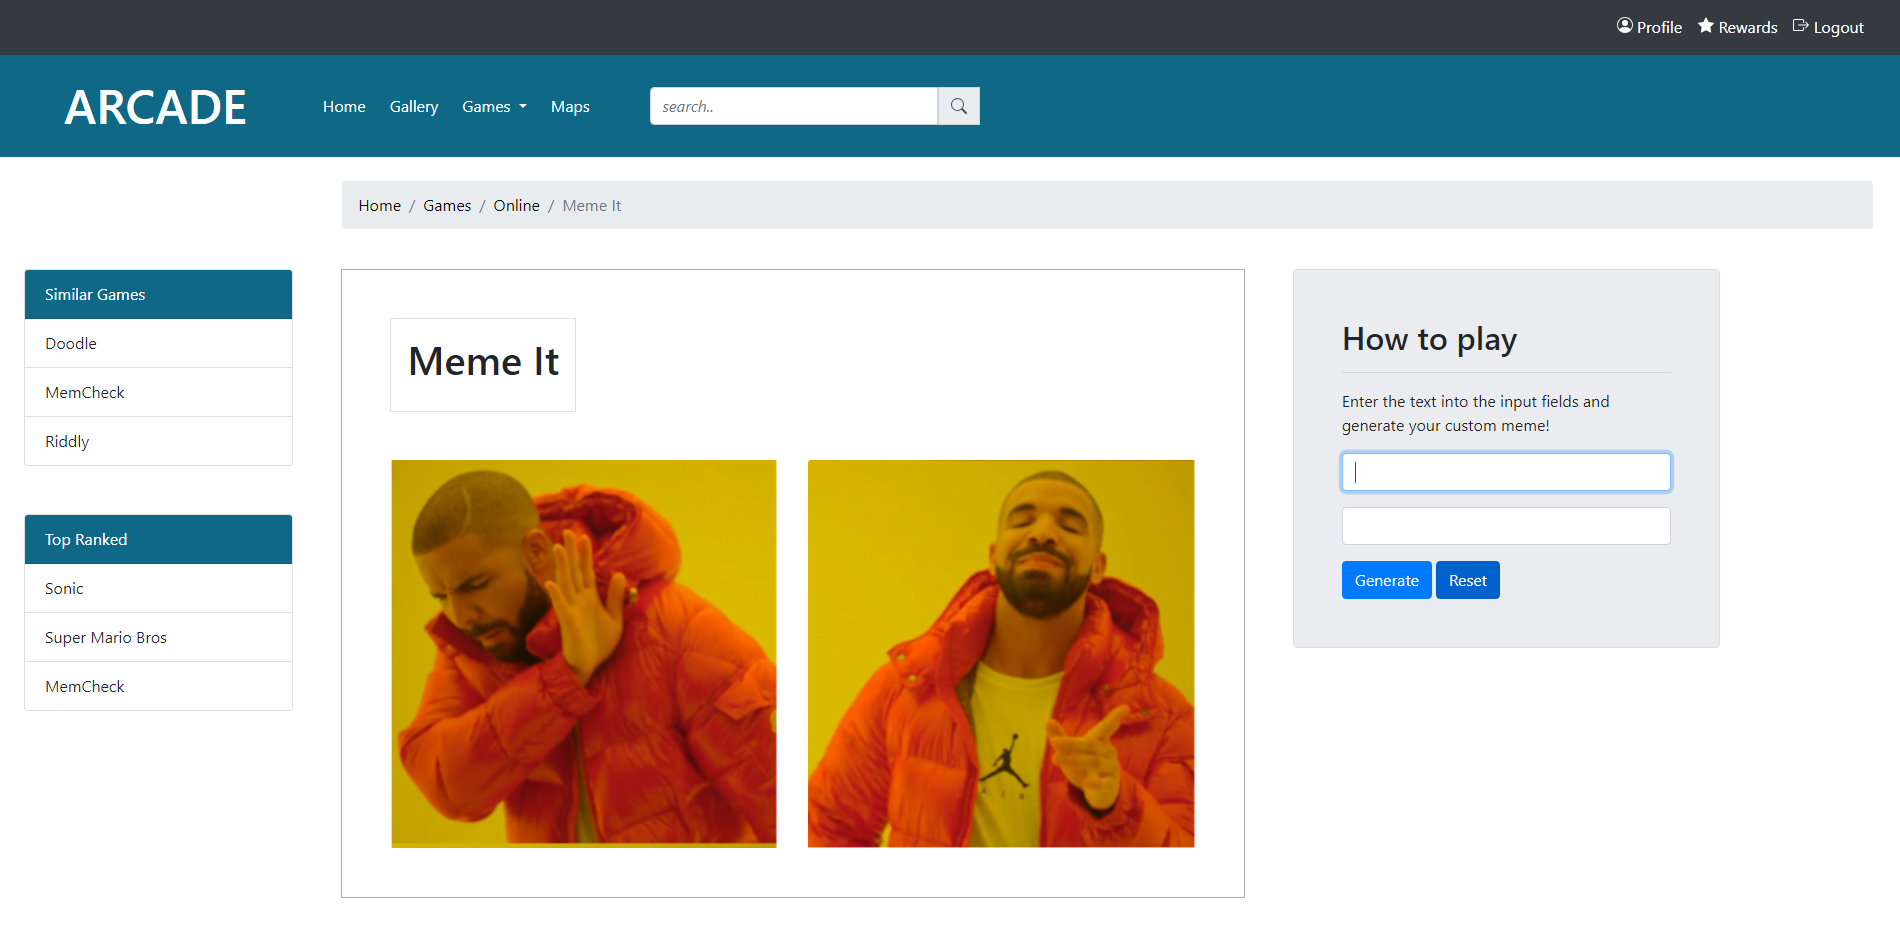 Profile Rewards Logout
ARCADE
Home Gallery Games Maps
search..
Home / Games / Online / Meme It
Similar Games
Doodle
MemCheck
Riddly
Top Ranked
Sonic
Super Mario Bros
MemCheck
Meme It
How to play
Enter the text into the input fields and
generate your custom meme!
Generate Reset